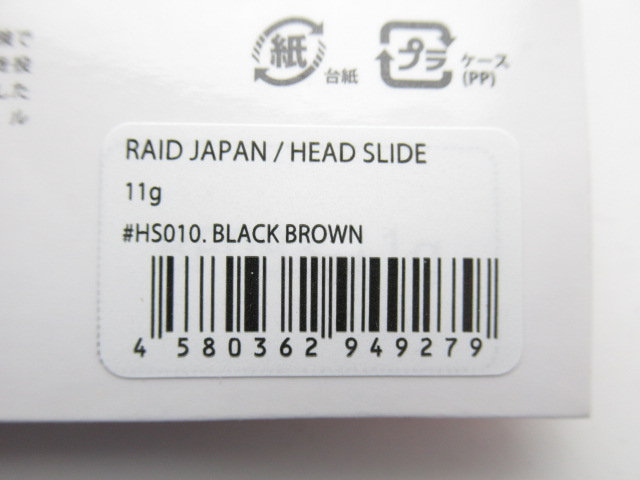 紙
台紙
プラ
ケース
(PP)
RAID JAPAN / HEAD SLIDE
11g
#HS010. BLACK BROWN
4 580362 949279